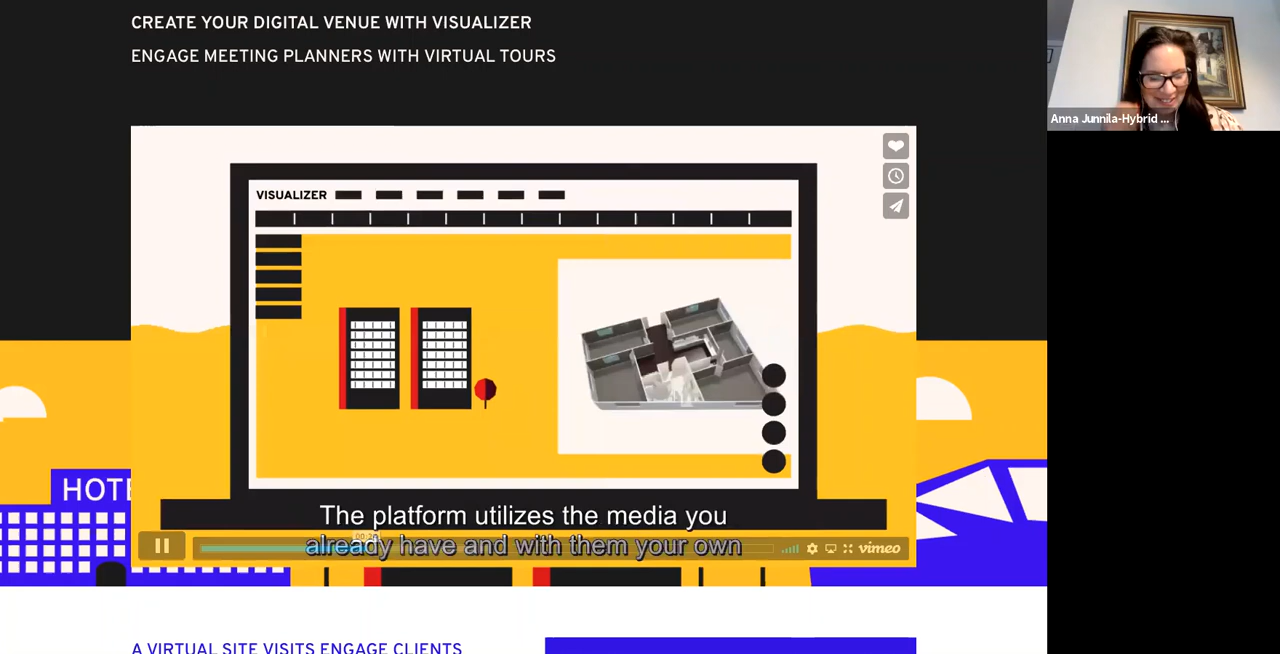 CREATE YOUR DIGITAL VENUE WITH VISUALIZER
ENGAGE MEETING PLANNERS WITH VIRTUAL TOURS
Anna Junnila-Hybrid ...
VISUALIZER
HOTE
The platform utilizes the media you
already have and with them your own
vimeo
A VIRTUAL SITE VISITS ENGAGE CLIENTS